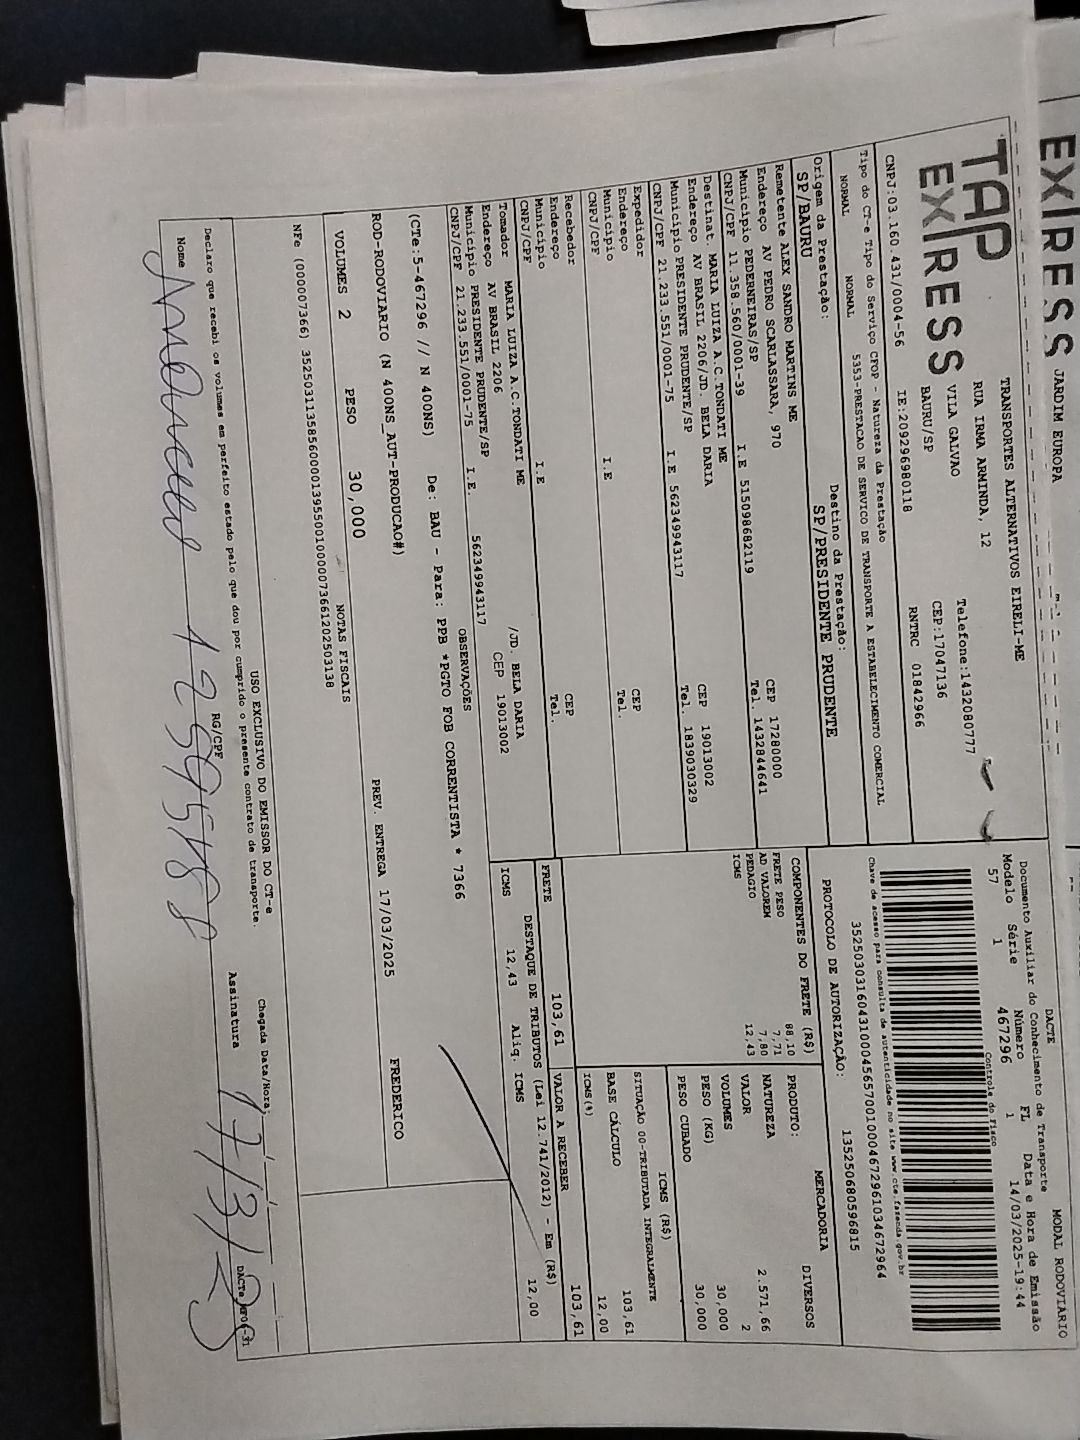 EXPRESS JARDIM EUROPA
TAP
EXPRESS
TRANSPORTES ALTERNATIVOS EIRELI-ME
RUA IRMA ARMINDA, 12
VILA GALVAO
BAURU/SP
Telefone:1432080777
CEP:17047136
CNPJ:03.160.431/0004-56 IE:209296980118 RNTRC 01842966
DACTE MODAL RODOVIÁRIO
Documento Auxiliar do Conhecimento de Transporte
Modelo Série Número FL Data e Hora de Emissão
57 1 467296 1 14/03/2025-19:44
Controle do Fisco
Chave de acesso para consulta de autenticidade no site www.cte.fazenda.gov.br
Tipo do CT-e Tipo do Serviço CFOP - Natureza da Prestação
NORMAL NORMAL 5353-PRESTACAO DE SERVICO DE TRANSPORTE A ESTABELECIMENTO COMERCIAL
PROTOCOLO DE AUTORIZAÇÃO: 135250680596815
Origem da Prestação: Destino da Prestação:
SP/BAURU SP/PRESIDENTE PRUDENTE
Remetente ALEX SANDRO MARTINS ME
Endereço AV PEDRO SCARLASSARA, 970
Município PEDERNEIRAS/SP CEP 17280000
CNPJ/CPF 11.358.560/0001-39 I.E 515098682119 Tel. 1432844641
Destinat. MARIA LUIZA A.C.TONDATI ME
Endereço AV BRASIL 2206/JD. BELA DARIA
Município PRESIDENTE PRUDENTE/SP CEP 19013002
CNPJ/CPF 21.233.551/0001-75 I.E 562349943117 Tel. 1839030329
Expedidor
Endereço
Município CEP
CNPJ/CPF I.E Tel.
Recebedor
Endereço
Município CEP
CNPJ/CPF I.E Tel.
Tomador MARIA LUIZA A.C.TONDATI ME
Endereço AV BRASIL 2206 /JD. BELA DARIA
Município PRESIDENTE PRUDENTE/SP CEP 19013002
CNPJ/CPF 21.233.551/0001-75 I.E. 562349943117
COMPONENTES DO FRETE (R$)
FRETE PESO 88,10
AD VALOREM 7,71
PEDAGIO 7,80
ICMS 12,43
MERCADORIA
PRODUTO: DIVERSOS
NATUREZA
VALOR 2.571,66
VOLUMES 2
PESO (KG) 30,000
PESO CUBADO 30,000
ICMS (R$)
SITUAÇÃO 00-TRIBUTADA INTEGRALMENTE
BASE CÁLCULO 103,61
ICMS(%) 12,00
FRETE 103,61 VALOR A RECEBER 103,61
DESTAQUE DE TRIBUTOS (Lei 12.741/2012) - Em (R$)
ICMS 12,43 Aliq. ICMS 12,00
OBSERVAÇÕES
(CTe:5-467296 // N 400NS) De: BAU - Para: PPB *PGTO FOB CORRENTISTA * 7366
ROD-RODOVIARIO (N 400NS_AUT-PRODUCAO#)
PREV. ENTREGA 17/03/2025 FREDERICO
VOLUMES 2 PESO 30,000 NOTAS FISCAIS
NFe (000007366) 35250311358560000139550010000073661202503138
USO EXCLUSIVO DO EMISSOR DO CT-e
Declaro que recebi os volumes em perfeito estado pelo que dou por cumprido o presente contrato de transporte.
Chegada Data/Hora:
Nome RG/CPF Assinatura
17/3/25